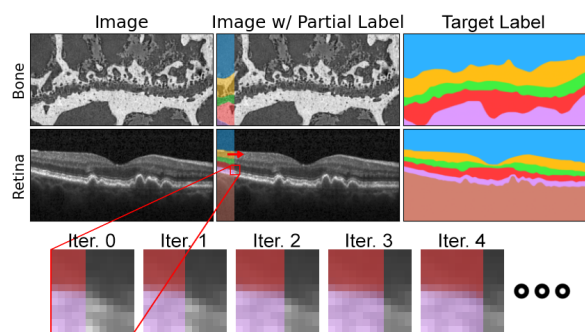 Image
Image w/ Partial Label
Target Label
Bone
Retina
Iter. 0
Iter. 1
Iter. 2
Iter. 3
Iter. 4